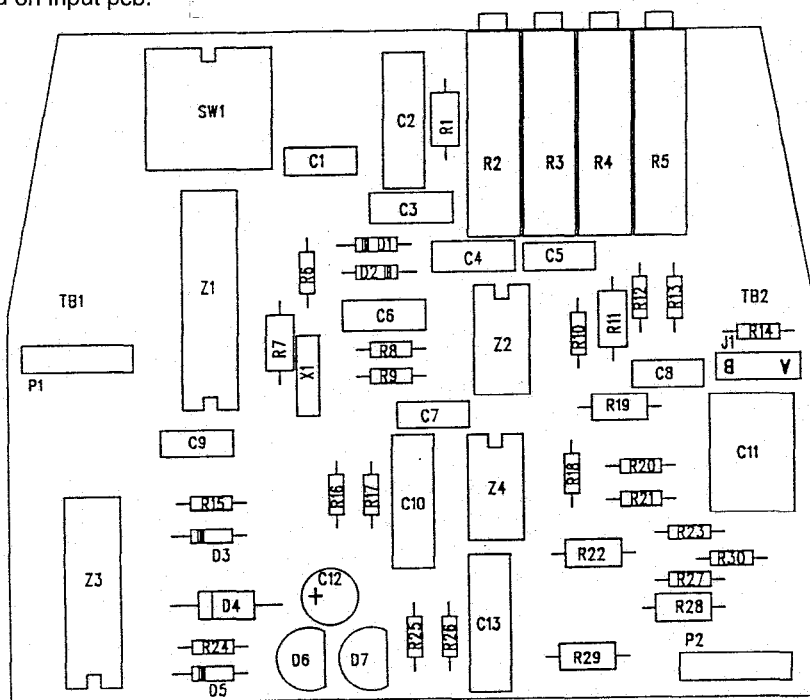 on input pcb.
SW1
C2
R1
R2
R3
R4
R5
C1
C3
D1
C4
C5
R6
D2
Z1
TB1
R12
R13
TB2
C6
R7
R10
R11
R14
J1
Z2
R8
X1
P1
R9
C8
B
A
R19
C7
C9
C11
R18
R20
R16
R17
C10
Z4
R21
R15
R23
D3
R22
R30
Z3
C12
+
R27
D4
R28
R25
R26
C13
R24
D6
D7
R29
P2
D5